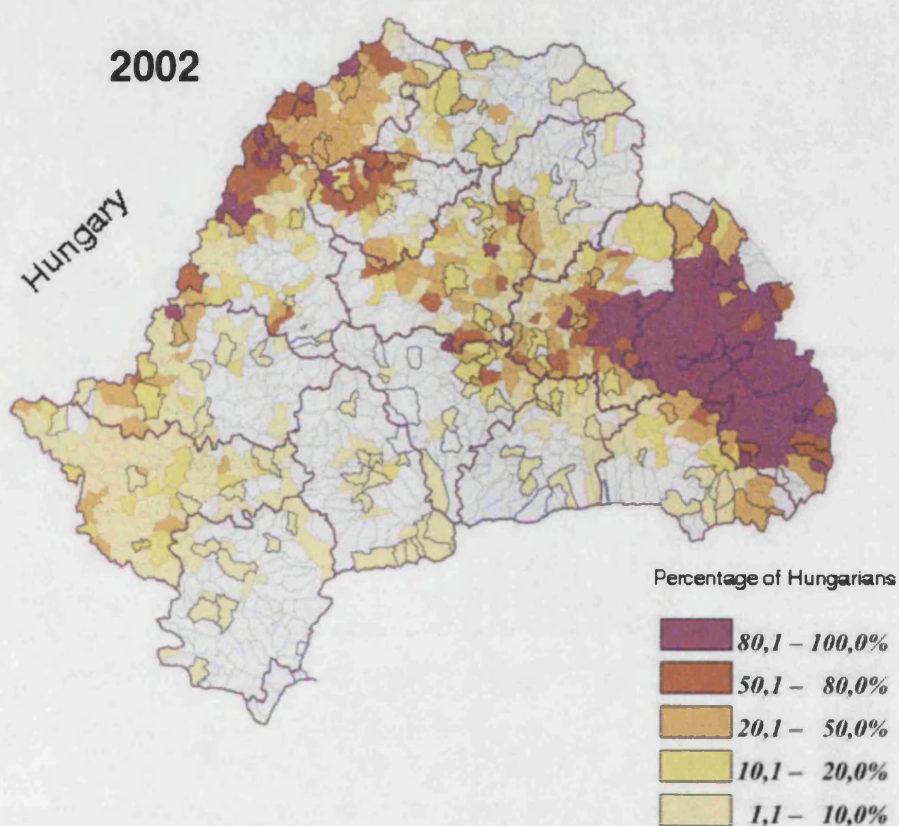 2002
Hungary
Percentage of Hungarians
80,1 – 100,0%
50,1 – 80,0%
20,1 – 50,0%
10,1 – 20,0%
1,1 – 10,0%